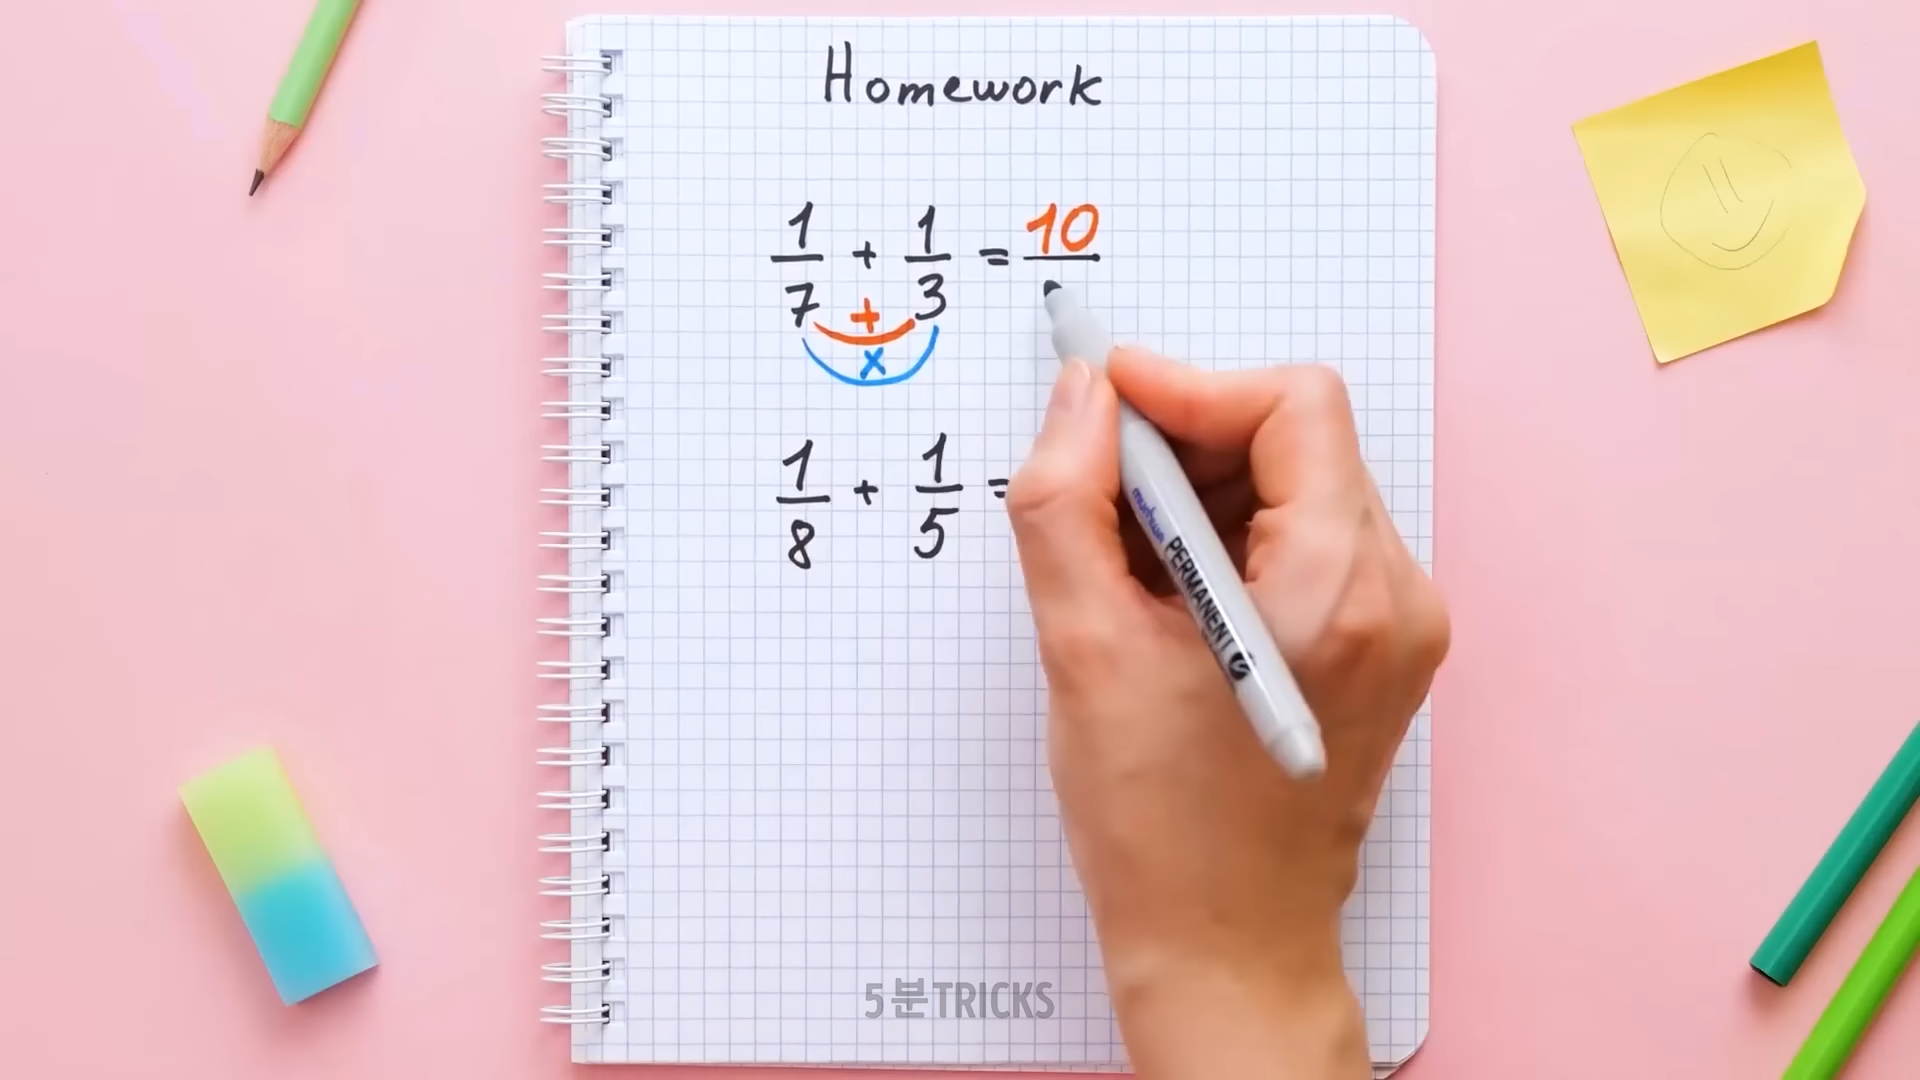 Homework
1/7 + 1/3 = 10/
+
x
1/8 + 1/5 =
PERMANENT
5분TRICKS